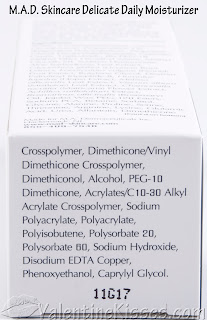 M.A.D. Skincare Delicate Daily Moisturizer
Crosspolymer, Dimethicone/Vinyl
Dimethicone Crosspolymer,
Dimethiconol, Alcohol, PEG-10
Dimethicone, Acrylates/C10-30 Alkyl
Acrylate Crosspolymer, Sodium
Polyacrylate, Polyacrylate,
Polyisobutene, Polysorbate 20,
Polysorbate 60, Sodium Hydroxide,
Disodium EDTA Copper,
Phenoxyethanol, Caprylyl Glycol.
11G17
ValentineKisses.com